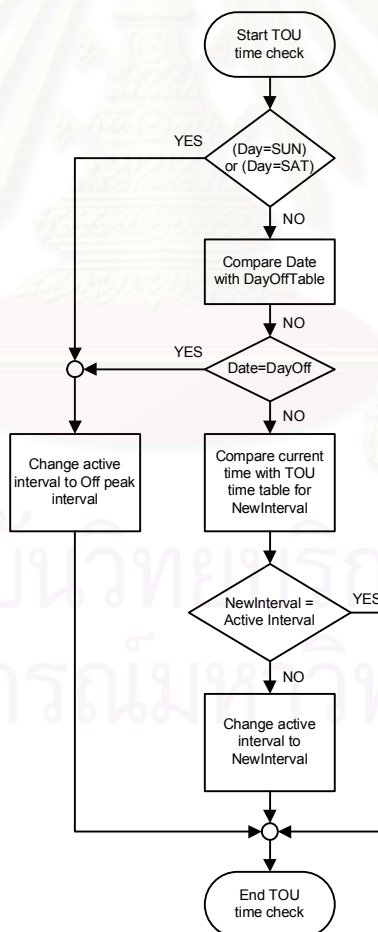 Start TOU
time check
YES
(Day=SUN)
or (Day=SAT)
NO
Compare Date
with DayOffTable
NO
YES
Date=DayOff
NO
Change active
interval to Off peak
interval
Compare current
time with TOU
time table for
NewInterval
NewInterval =
Active Interval
YES
NO
Change active
interval to
NewInterval
End TOU
time check